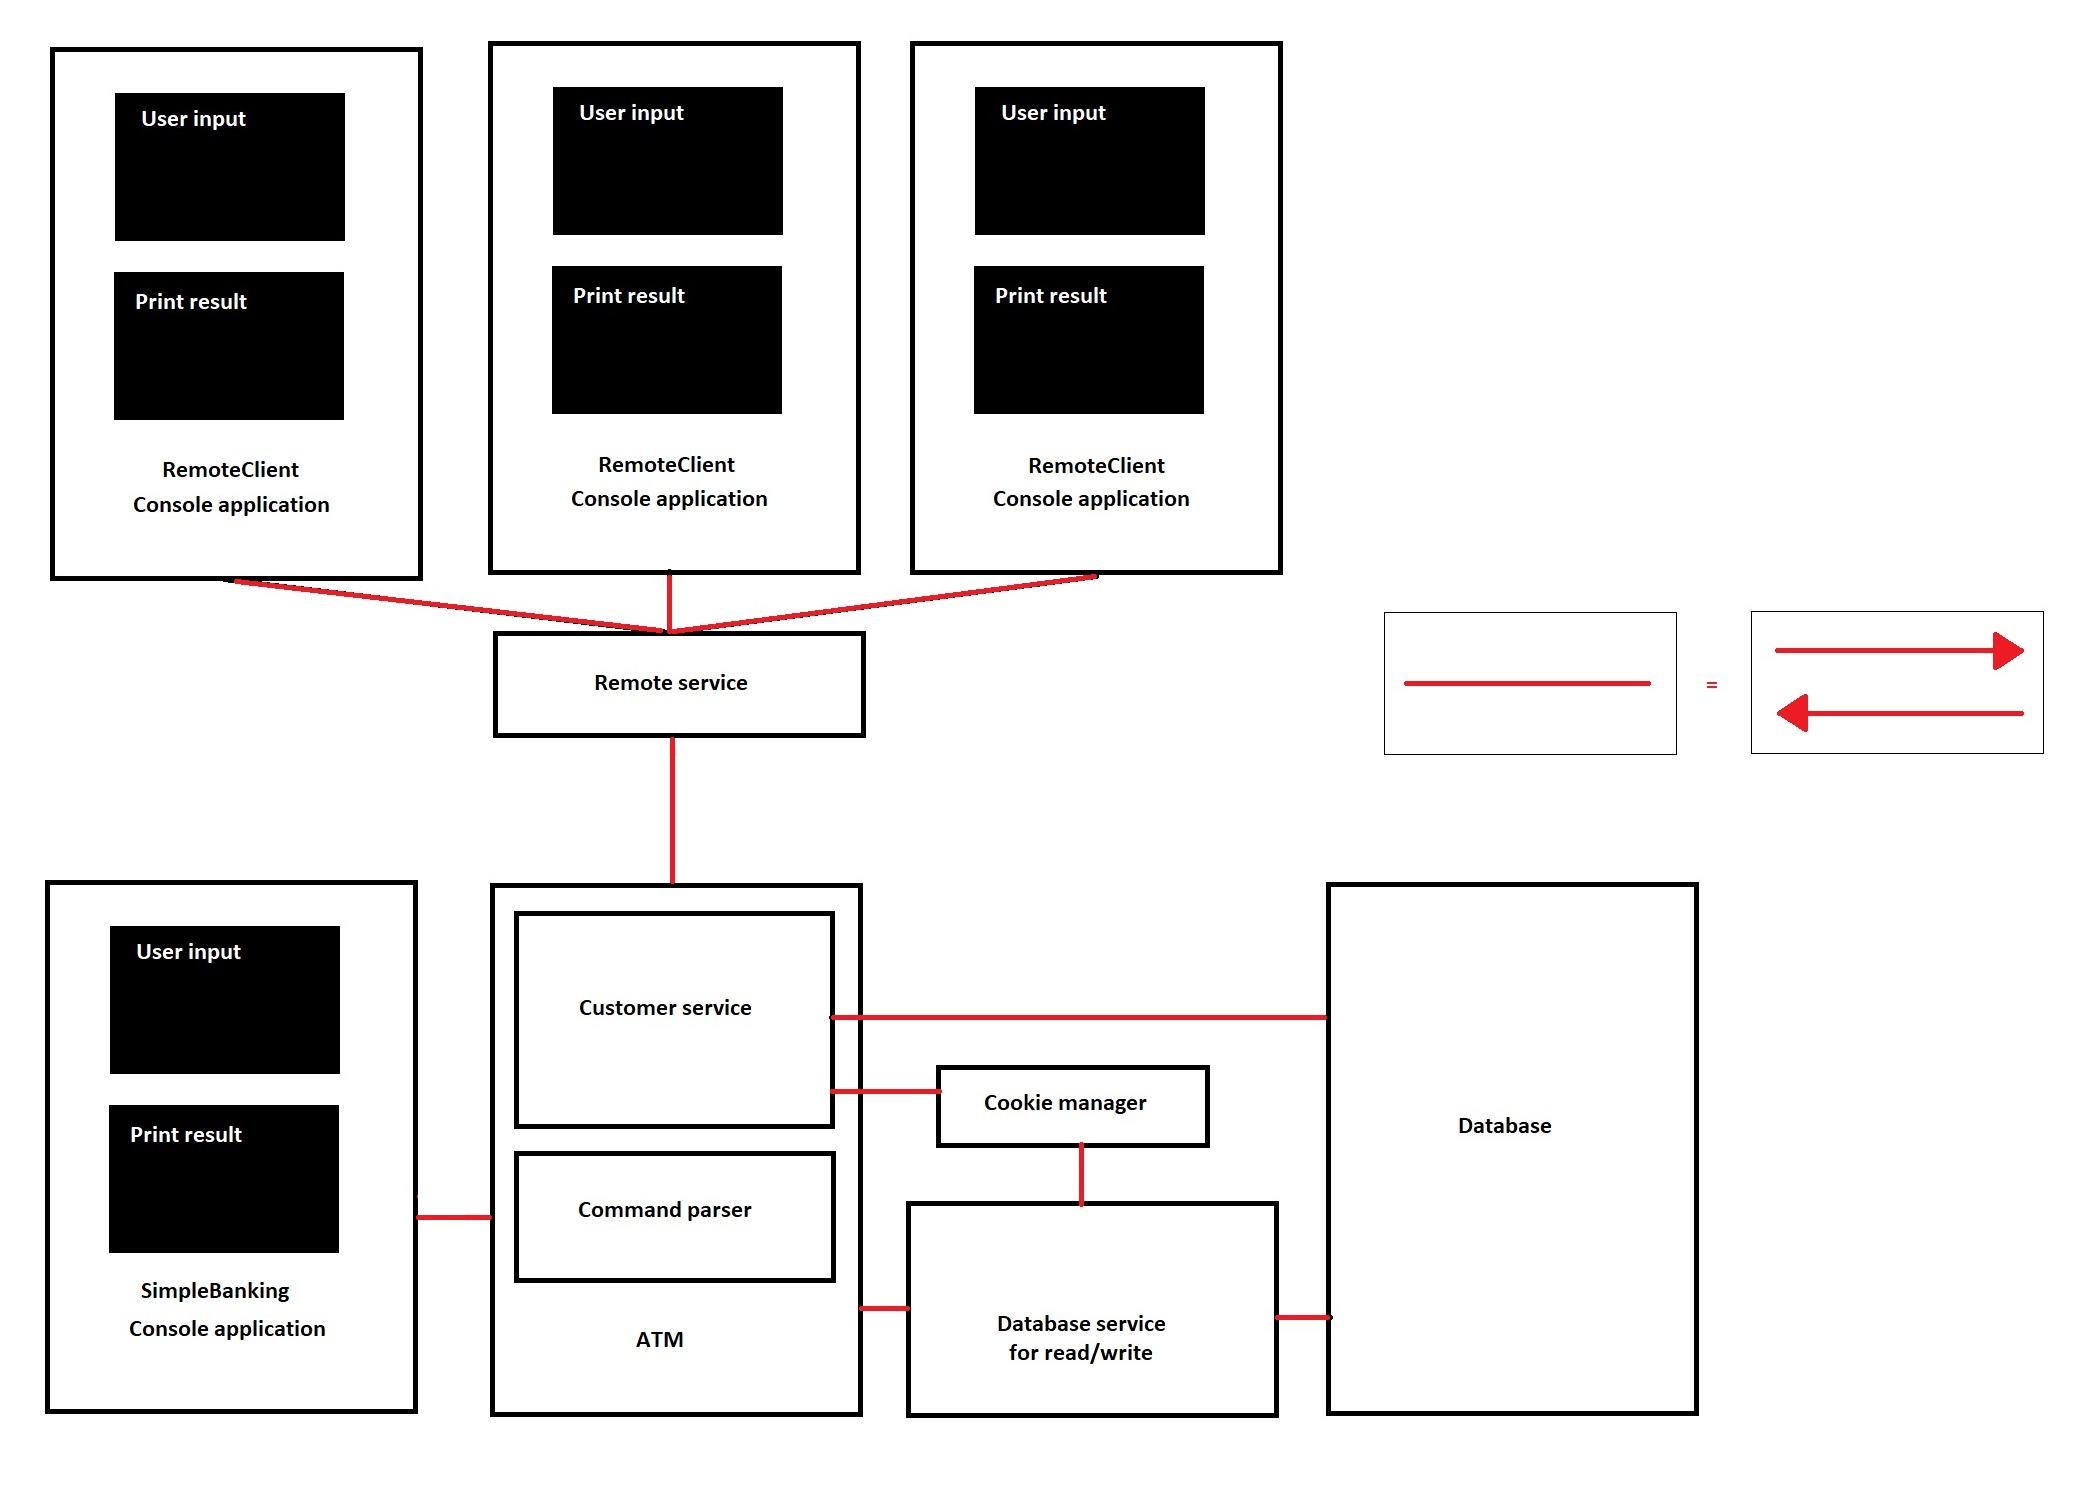 User input
Print result
RemoteClient
Console application
User input
Print result
RemoteClient
Console application
User input
Print result
RemoteClient
Console application
Remote service
=
User input
Print result
SimpleBanking
Console application
Customer service
Command parser
ATM
Cookie manager
Database service
for read/write
Database